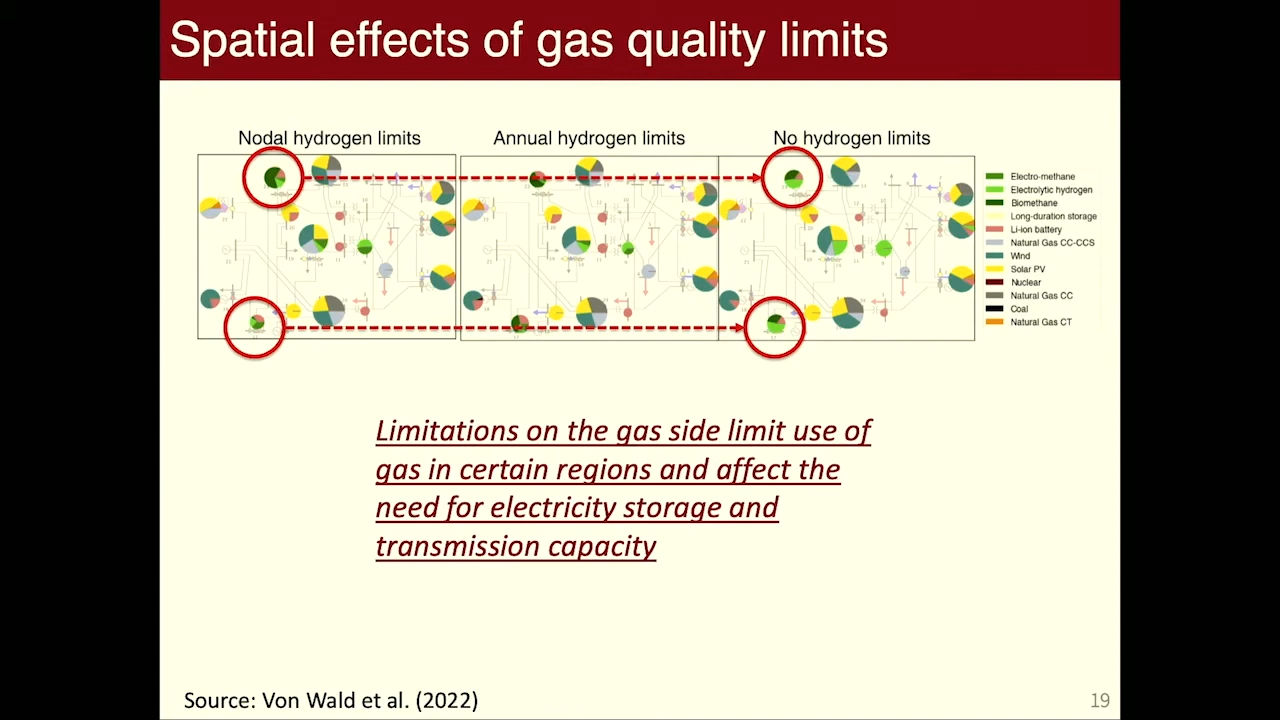 Spatial effects of gas quality limits
Nodal hydrogen limits
Annual hydrogen limits
No hydrogen limits
Electro-methane
Electrolytic hydrogen
Biomethane
Long-duration storage
Li-ion battery
Natural Gas CC-CCS
Wind
Solar PV
Nuclear
Natural Gas CC
Coal
Natural Gas CT
Limitations on the gas side limit use of
gas in certain regions and affect the
need for electricity storage and
transmission capacity
Source: Von Wald et al. (2022)
19